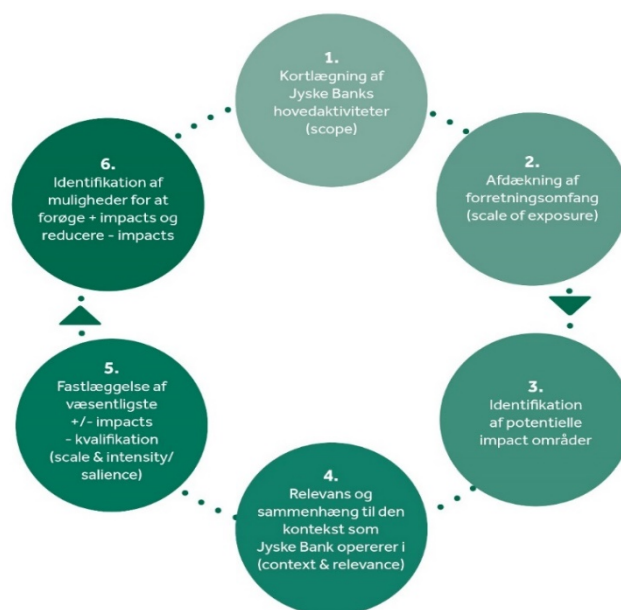 1.
Kortlægning af
Jyske Banks
hovedaktiviteter
(scope)
2.
Afdækning af
forretningsomfang
(scale of exposure)
3.
Identifikation
af potentielle
impact områder
4.
Relevans og
sammenhæng til den
kontekst som
Jyske Bank opererer i
(context & relevance)
5.
Fastlæggelse af
væsentligste
+/- impacts
- kvalifikation
(scale & intensity/
salience)
6.
Identifikation af
muligheder for at
forøge + impacts og
reducere - impacts